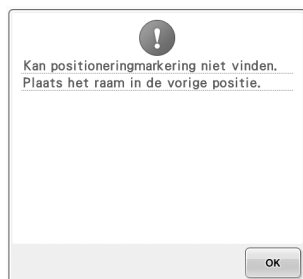 Kan positioneringmarkering niet vinden.
Plaats het raam in de vorige positie.
OK